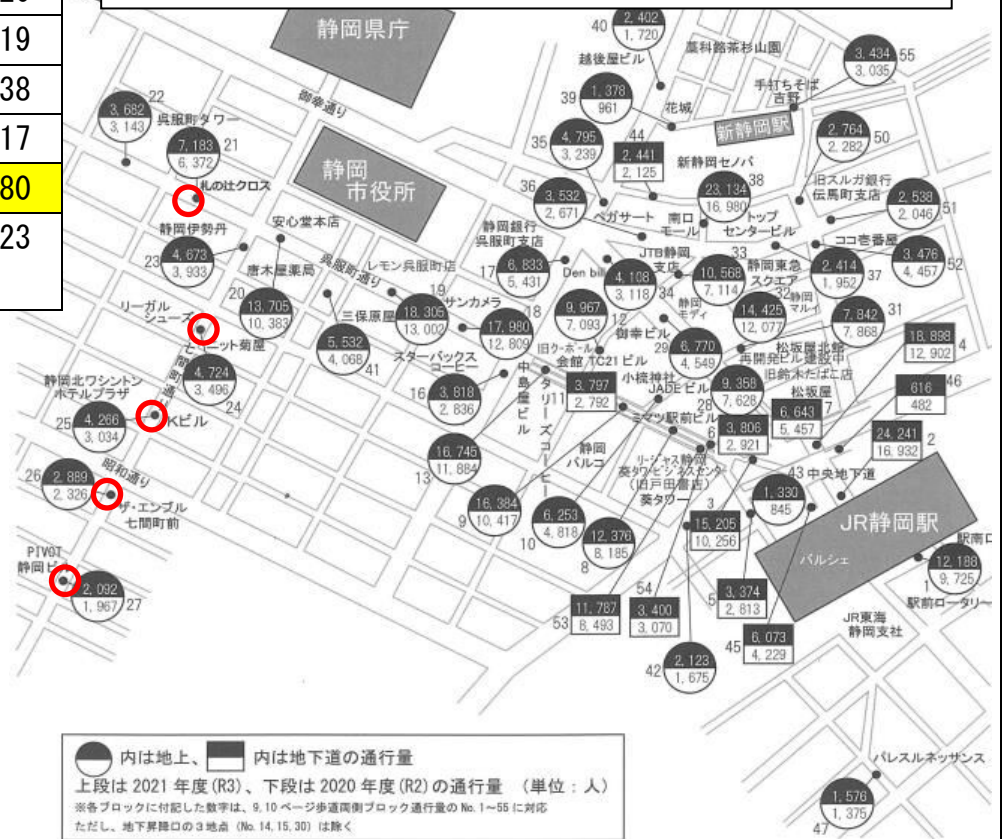 19
38
17
80
23
静岡県庁
御幸通り
静岡
市役所
2,402
1,720
40
越後屋ビル
藁科路茶杉山園
3,434
3,035
55
手打ちそば
吉野
1,378
961
39
花城
新静岡駅
3,682
3,143
22
呉服町タワー
7,183
6,372
21
札の辻クロス
4,795
3,239
35
44
2,441
2,125
新静岡セノバ
23,134
16,980
38
2,764
2,282
50
旧スルガ銀行
伝馬町支店
2,538
2,046
51
3,532
2,671
36
ペガサート
南口
モール
トップ
センタービル
ココ壱番屋
静岡伊勢丹
4,673
3,933
23
安心堂本店
唐木屋薬局
呉服町通り
レモン呉服町店
静岡銀行
呉服町支店
6,833
5,431
17
Den bill
4,108
3,118
34
JTB静岡
支店
10,568
7,114
33
静岡東急
スクエア
2,414
1,952
37
3,476
4,457
52
リーガル
シューズ
七間町通り
13,705
10,383
20
三保原屋
5,532
4,068
41
18,305
13,002
19
サンカメラ
17,980
12,809
18
9,967
7,093
12
静岡
モディ
御幸ビル
14,425
12,077
32
静岡
マルイ
7,842
7,868
31
18,898
12,902
4
4,724
3,496
24
スターバックス
コーヒー
3,818
2,836
16
旧ク・ポール
会館 TC21ビル
6,770
4,549
29
松坂屋北館
再開発ビル建設中
旧鈴木たばこ店
静岡北ワシントン
ホテルプラザ
4,266
3,034
25
Kビル
中島屋ビル
タリーズコーヒー
3,797
2,792
11
小梳神社
JADEビル
9,358
7,628
28
松坂屋
6,643
5,457
7
616
482
46
ミマツ駅前ビル
3,806
2,921
6
24,241
16,932
2
2,889
2,326
26
昭和通り
ザ・エンブル
七間町前
16,745
11,884
13
静岡
パルコ
リージャス静岡
葵タワービジネスセンター
(旧戸田書店)
葵タワー
43
中央地下道
1,330
845
16,384
10,417
9
6,253
4,818
10
12,376
8,185
8
15,205
10,256
3
JR静岡駅
パルシェ
駅南口
PIVOT
2,092
1,967
27
11,787
8,493
53
3,400
3,070
54
3,374
2,813
5
6,073
4,229
45
12,188
9,725
1
駅前ロータリー
2,123
1,675
42
JR東海
静岡支社
パレスルネッサンス
1,576
1,375
47
内は地上、 内は地下道の通行量
上段は 2021 年度(R3)、下段は 2020 年度(R2)の通行量 (単位:人)
※各ブロックに付記した数字は、9,10 ページ歩道両側ブロック通行量の No.1~55 に対応
ただし、地下昇降口の3地点 (No.14,15,30) は除く